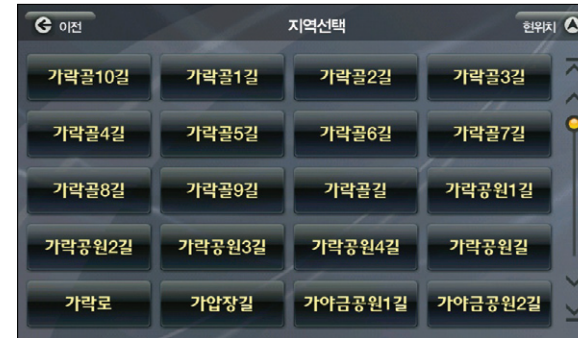 이전 지역선택 현위치
가락골10길 가락골1길 가락골2길 가락골3길
가락골4길 가락골5길 가락골6길 가락골7길
가락골8길 가락골9길 가락골길 가락공원1길
가락공원2길 가락공원3길 가락공원4길 가락공원길
가락로 가압장길 가야금공원1길 가야금공원2길